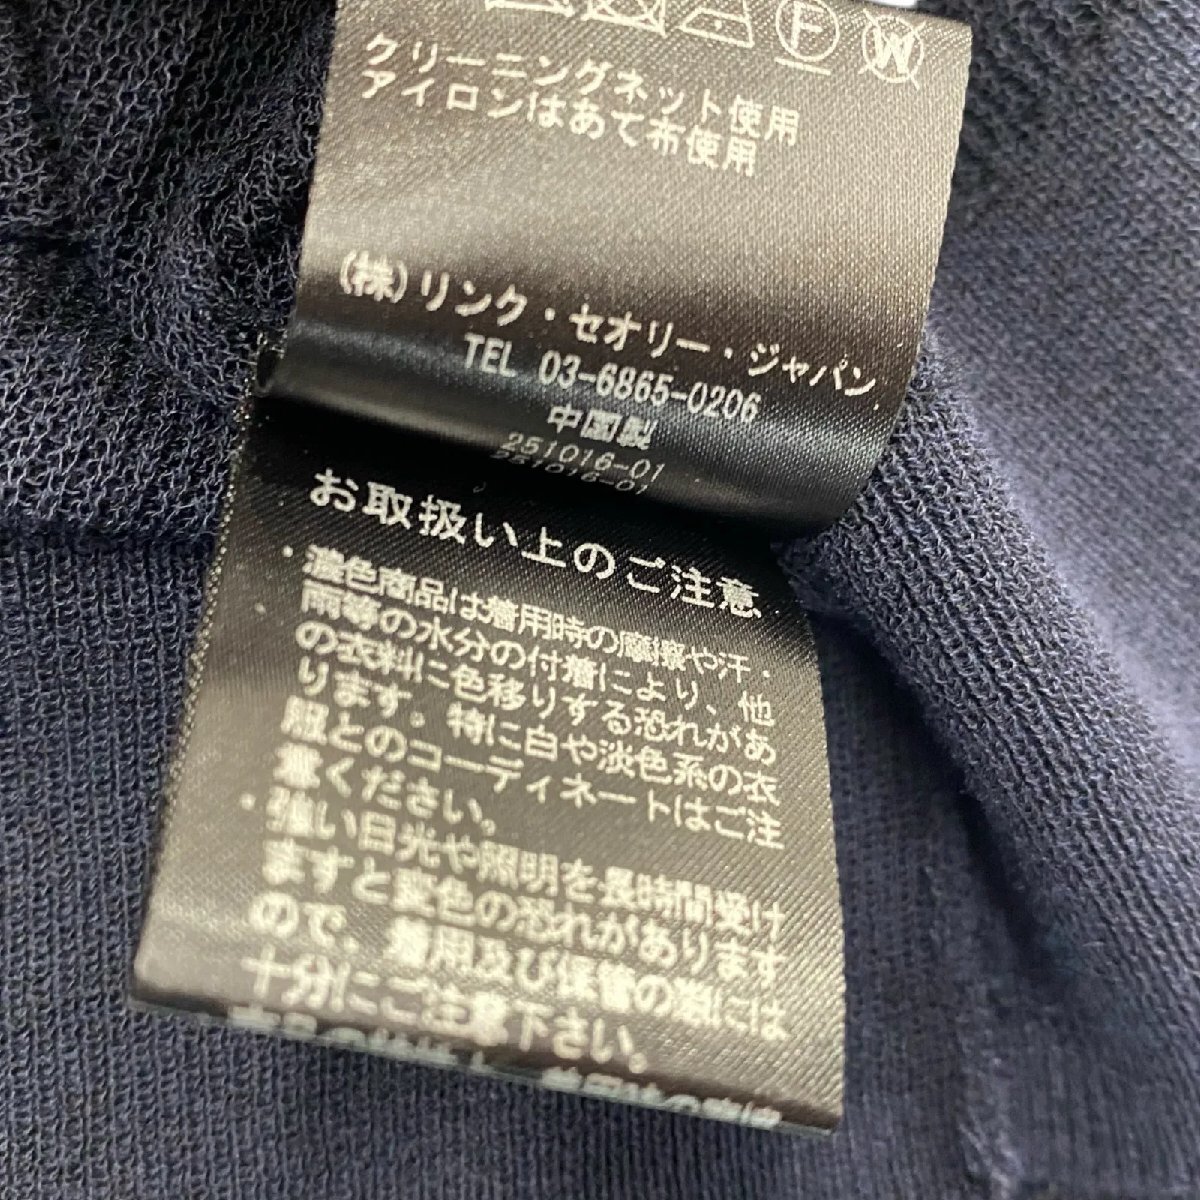 F W
クリーニングネット使用
アイロンはあて布使用
(株)リンク・セオリー・ジャパン
TEL 03-6865-0206
中国製
251016-01
251016-01
お取扱い上のご注意
・濃色商品は着用時の摩擦や汗・
雨等の水分の付着により、他
の衣料に色移りする恐れがあ
ります。特に白や淡色系の衣
服とのコーディネートはご注
意ください。
・強い日光や照明を長時間受け
ますと変色の恐れがあります
ので、着用及び保管の際には
十分にご注意下さい。